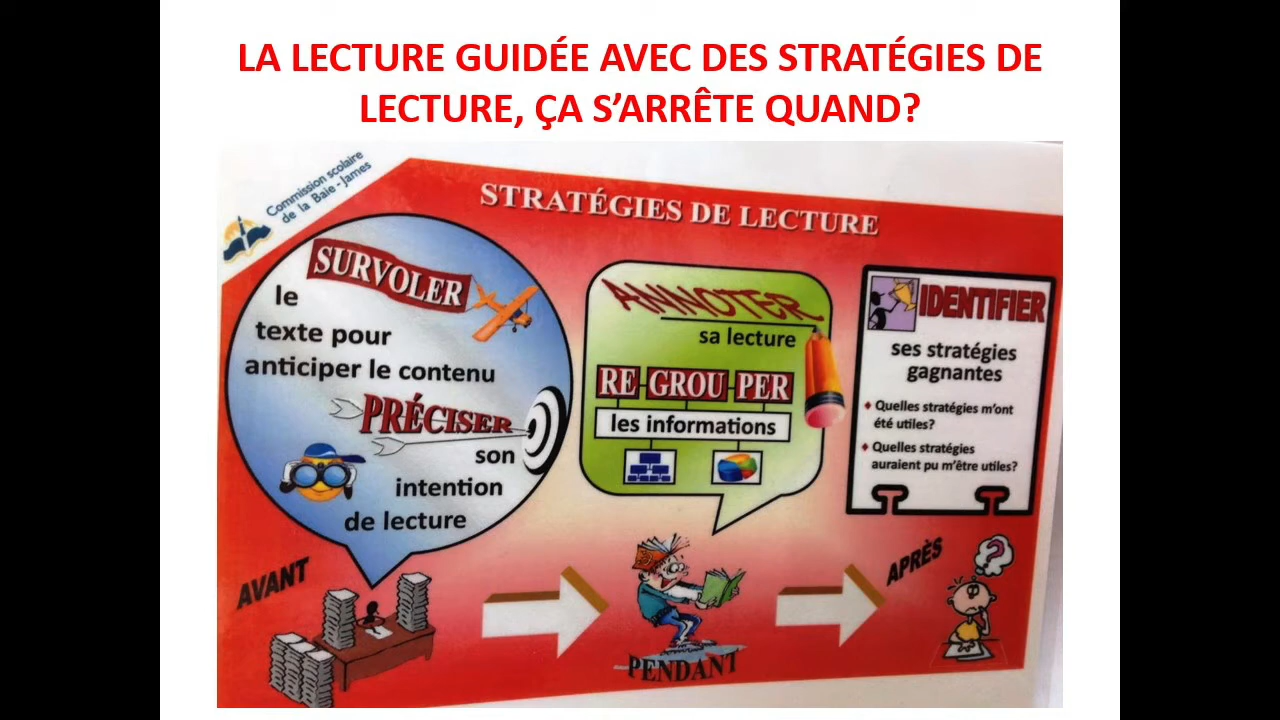 LA LECTURE GUIDÉE AVEC DES STRATÉGIES DE
LECTURE, ÇA S’ARRÊTE QUAND?
Commission scolaire
de la Baie - James
STRATÉGIES DE LECTURE
SURVOLER
le
texte pour
anticiper le contenu
PRÉCISER
son
intention
de lecture
AVANT
ANNOTER
sa lecture
RE GROU PER
les informations
PENDANT
IDENTIFIER
ses stratégies
gagnantes
Quelles stratégies m'ont
été utiles?
Quelles stratégies
auraient pu m'être utiles?
APRÈS
?